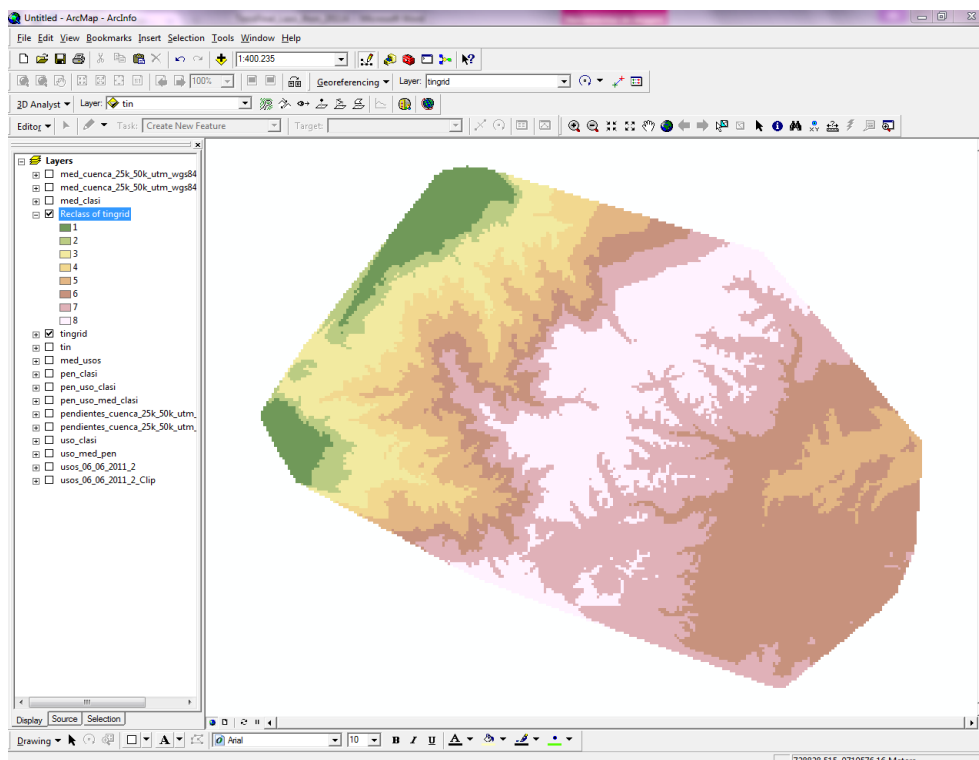 Untitled - ArcMap - ArcInfo
File Edit View Bookmarks Insert Selection Tools Window Help
1:400.235
100% Georeferencing Layer: tingrid
3D Analyst Layer: tin
Editor Task: Create New Feature Target:
Layers
med_cuenca_25k_50k_utm_wgs84
med_cuenca_25k_50k_utm_wgs84
med_clasi
Reclass of tingrid
1
2
3
4
5
6
7
8
tingrid
tin
med_usos
pen_clasi
pen_uso_clasi
pen_uso_med_clasi
pendientes_cuenca_25k_50k_utm_
pendientes_cuenca_25k_50k_utm_
uso_clasi
uso_med_pen
usos_06_06_2011_2
usos_06_06_2011_2_Clip
Display Source Selection
Drawing A Arial 10 B I U A